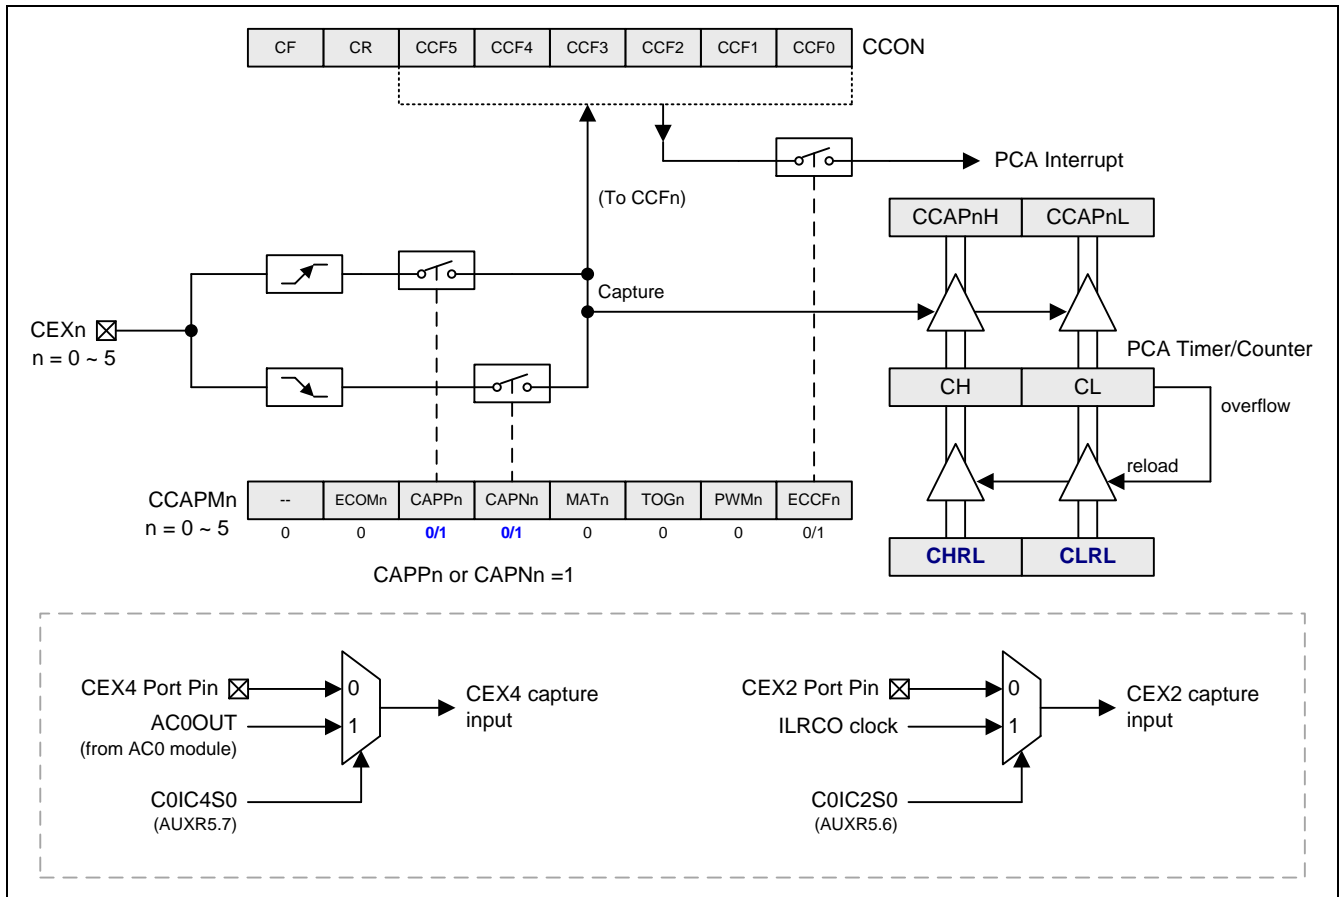 CF CR CCF5 CCF4 CCF3 CCF2 CCF1 CCF0 CCON
PCA Interrupt
(To CCFn)
CCAPnH CCAPnL
Capture
CEXn
n = 0 ~ 5
PCA Timer/Counter
CH CL
overflow
reload
CCAPMn
n = 0 ~ 5
-- ECOMn CAPPn CAPNn MATn TOGn PWMn ECCFn
0 0 0/1 0/1 0 0 0 0/1
CHRL CLRL
CAPPn or CAPNn =1
CEX4 Port Pin 0
AC0OUT 1
(from AC0 module)
CEX4 capture
input
C0IC4S0
(AUXR5.7)
CEX2 Port Pin 0
ILRCO clock 1
CEX2 capture
input
C0IC2S0
(AUXR5.6)